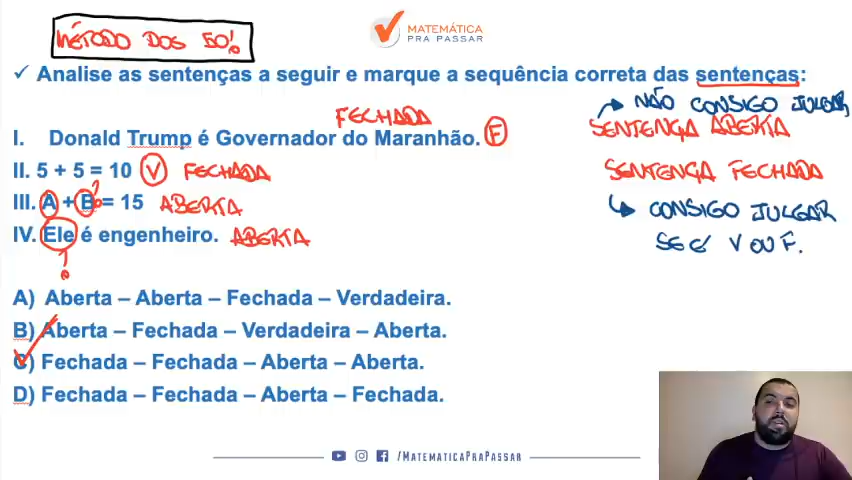 MÉTODO DOS 50!
MATEMÁTICA
PRA PASSAR
✓ Analise as sentenças a seguir e marque a sequência correta das sentenças:
NÃO CONSIGO JULGAR
FECHADA
SENTENÇA ABERTA
I. Donald Trump é Governador do Maranhão. F
II. 5 + 5 = 10 V FECHADA
SENTENÇA FECHADA
III. A + B = 15 ABERTA
CONSIGO JULGAR
SE É V OU F.
IV. Ele é engenheiro. ABERTA
?
A) Aberta – Aberta – Fechada – Verdadeira.
B) Aberta – Fechada – Verdadeira – Aberta.
C) Fechada – Fechada – Aberta – Aberta.
D) Fechada – Fechada – Aberta – Fechada.
/MATEMATICAPRAPASSAR